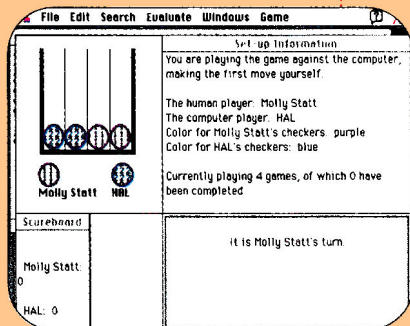 File Edit Search Evaluate Windows Game
Set-up Information
You are playing the game against the computer,
making the first move yourself.
The human player: Molly Statt
The computer player: HAL
Color for Molly Statt's checkers: purple
Color for HAL's checkers: blue
Currently playing 4 games, of which 0 have
been completed
Molly Statt HAL
Scoreboard
Molly Statt:
0
HAL: 0
It is Molly Statt's turn.